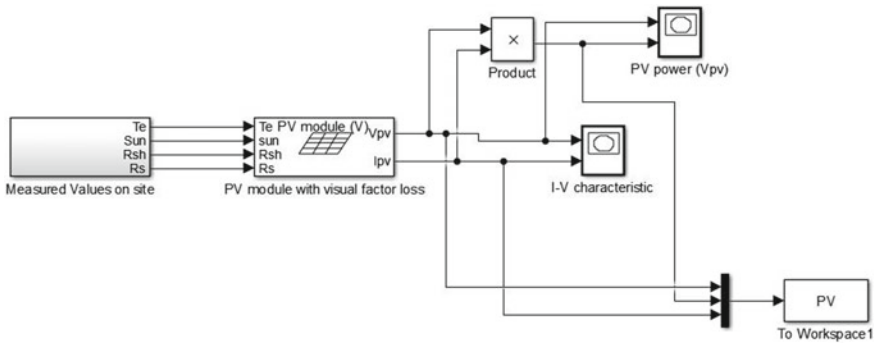 ×
Product
PV power (Vpv)
Te
Sun
Rsh
Rs
Measured Values on site
Te PV module (V)
sun
Rsh
Rs
Vpv
Ipv
PV module with visual factor loss
I-V characteristic
PV
To Workspace1